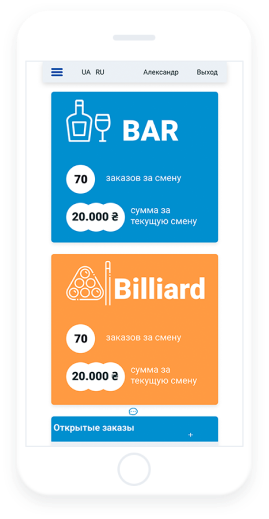 UA RU Александр Выход
BAR
70 заказов за смену
20.000 ₴ сумма за
текущую смену
Billiard
70 заказов за смену
20.000 ₴ сумма за
текущую смену
Открытые заказы
+